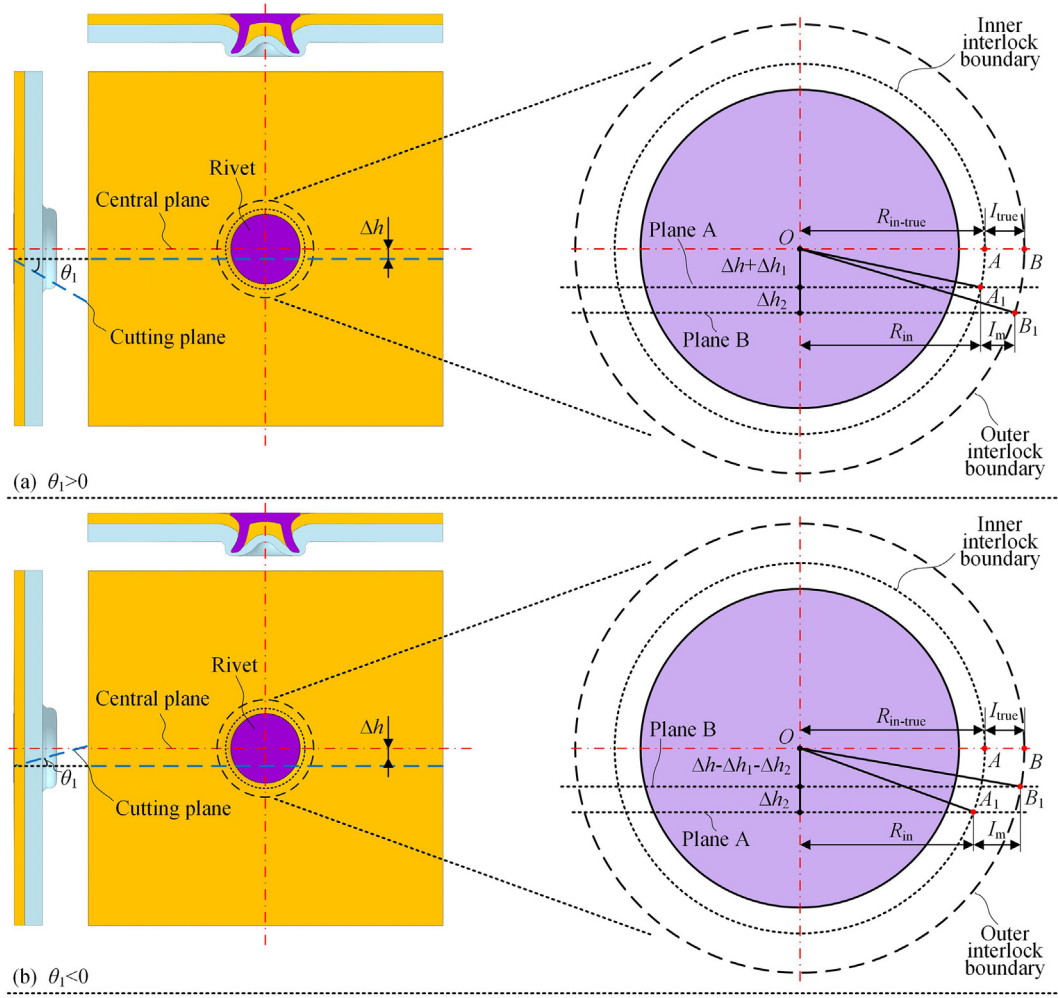 Inner
interlock
boundary
Rivet
Central plane
Δh
R_in-true
I_true
Plane A
O
A
B
θ₁
Δh+Δh₁
A₁
Δh₂
B₁
Cutting plane
Plane B
R_in
I_m
Outer
interlock
boundary
(a) θ₁>0
Inner
interlock
boundary
Rivet
Central plane
Δh
R_in-true
I_true
Plane B
O
A
B
θ₁
Δh-Δh₁-Δh₂
B₁
Δh₂
A₁
Cutting plane
Plane A
R_in
I_m
Outer
interlock
boundary
(b) θ₁<0